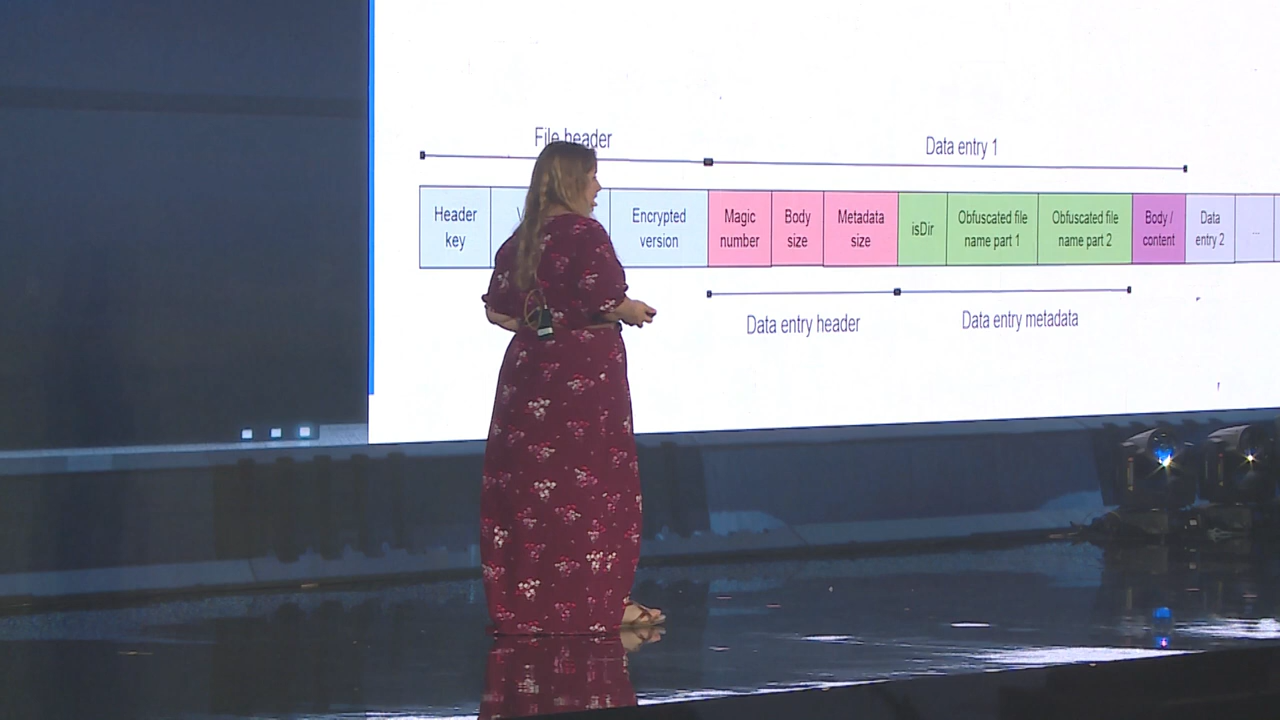 File header
Data entry 1
Header
key
Encrypted
version
Magic
number
Body
size
Metadata
size
isDir
Obfuscated file
name part 1
Obfuscated file
name part 2
Body /
content
Data
entry 2
...
Data entry header
Data entry metadata